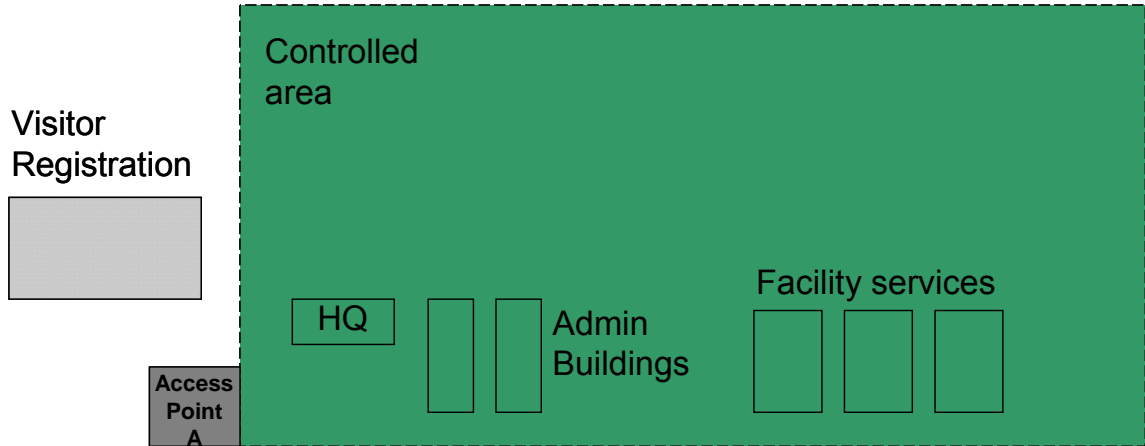 Controlled
area
Visitor
Registration
Facility services
HQ
Admin
Buildings
Access
Point
A